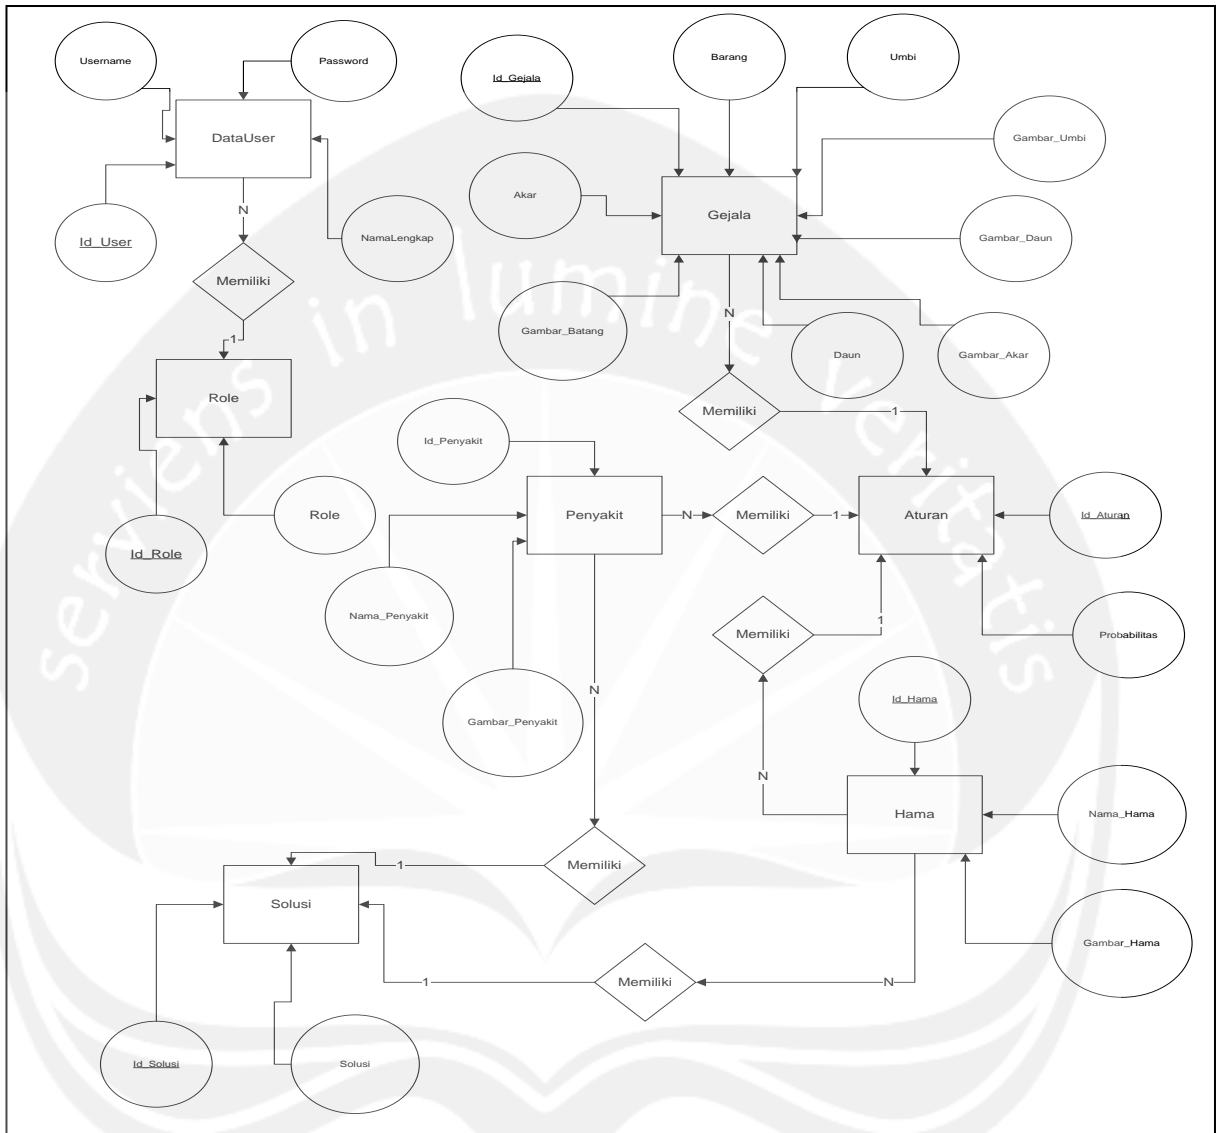 Username
Password
Id_Gejala
Barang
Umbi
DataUser
Gambar_Umbi
Akar
Gejala
N
Id_User
NamaLengkap
Gambar_Daun
Memiliki
serviens in lumine veritatis
N
Gambar_Batang
1
Daun
Gambar_Akar
Role
Memiliki
1
Id_Penyakit
Role
Penyakit
N
Memiliki
1
Aturan
Id_Aturan
Id_Role
Nama_Penyakit
Memiliki
1
Probabilitas
N
Id_Hama
Gambar_Penyakit
N
Hama
Nama_Hama
1
Memiliki
Solusi
Gambar_Hama
1
Memiliki
N
Id_Solusi
Solusi